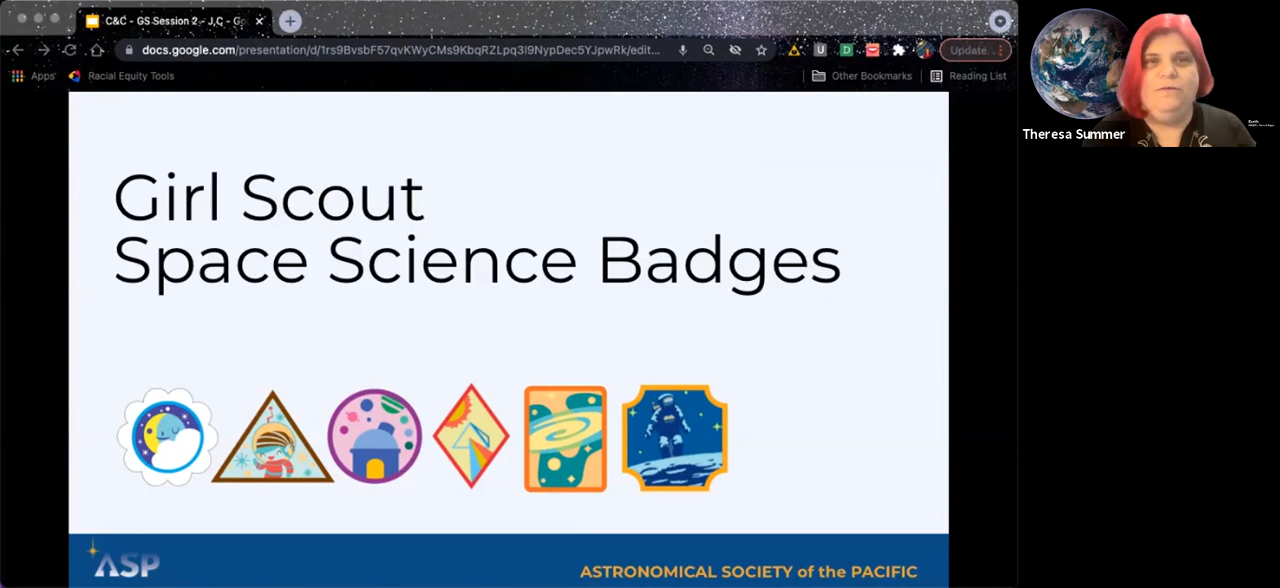 C&C - GS Session 2 - J,C - Go
docs.google.com/presentation/d/1rs9BvsbF57qvKWyCMs9KbqRZLpq3l9NypDec5YJpwRk/edit...
Update
Apps
Racial Equity Tools
Other Bookmarks
Reading List
Theresa Summer
Girl Scout
Space Science Badges
ASP
ASTRONOMICAL SOCIETY of the PACIFIC